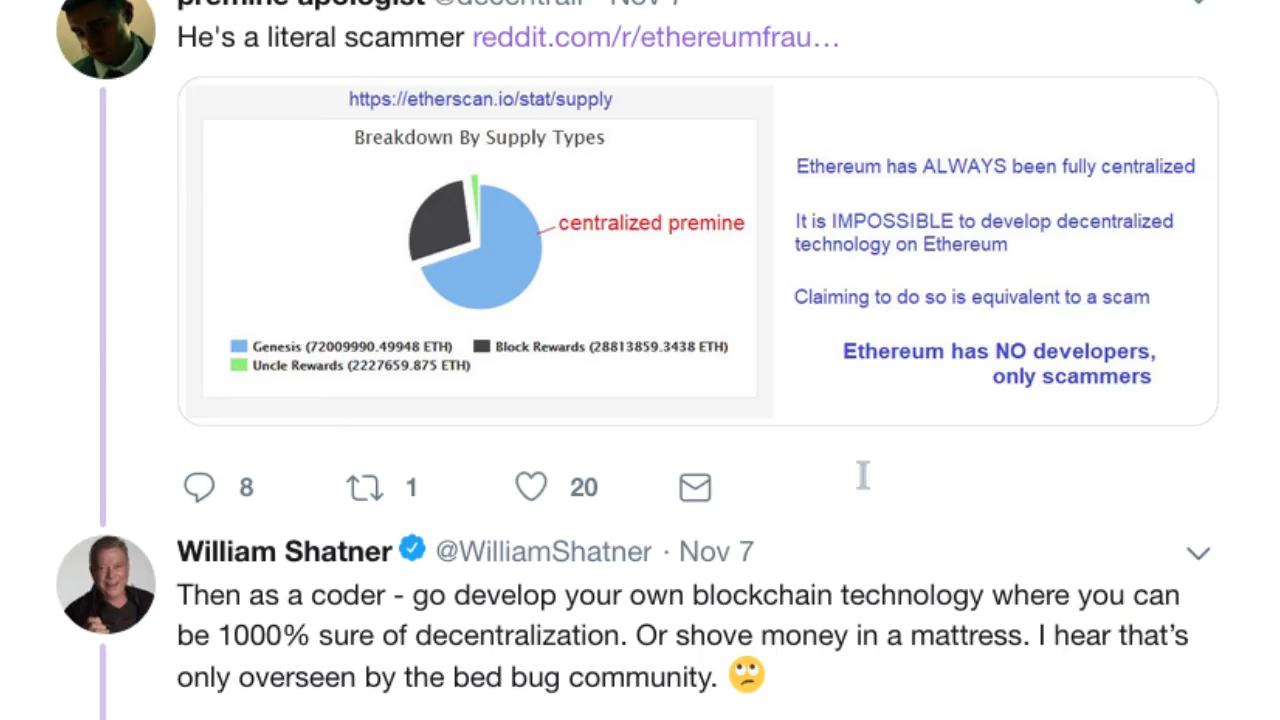 premine apologist @decentrall · Nov 7
He's a literal scammer reddit.com/r/ethereumfrau…
https://etherscan.io/stat/supply
Breakdown By Supply Types
centralized premine
Genesis (72009990.49948 ETH) Block Rewards (28813859.3438 ETH)
Uncle Rewards (2227659.875 ETH)
Ethereum has ALWAYS been fully centralized
It is IMPOSSIBLE to develop decentralized
technology on Ethereum
Claiming to do so is equivalent to a scam
Ethereum has NO developers,
only scammers
8 1 20
William Shatner @WilliamShatner · Nov 7
Then as a coder - go develop your own blockchain technology where you can
be 1000% sure of decentralization. Or shove money in a mattress. I hear that’s
only overseen by the bed bug community. 🙄